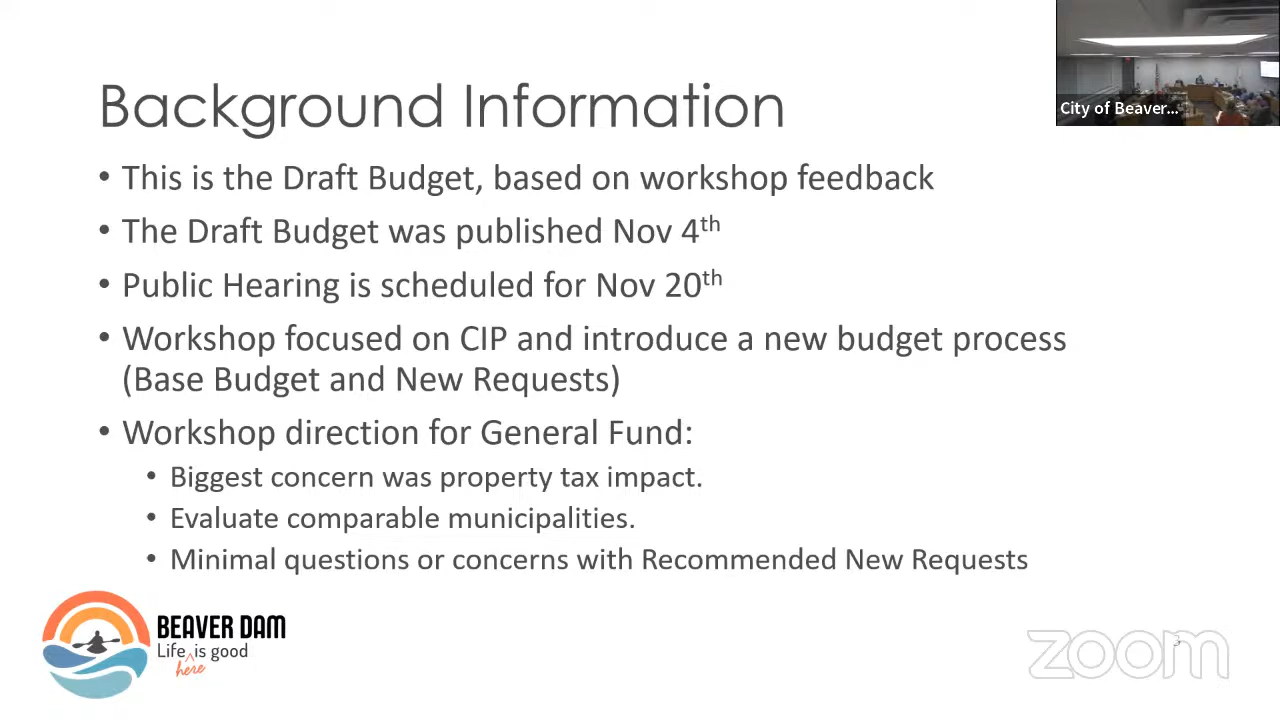 City of Beaver...
Background Information
• This is the Draft Budget, based on workshop feedback
• The Draft Budget was published Nov 4th
• Public Hearing is scheduled for Nov 20th
• Workshop focused on CIP and introduce a new budget process
(Base Budget and New Requests)
• Workshop direction for General Fund:
• Biggest concern was property tax impact.
• Evaluate comparable municipalities.
• Minimal questions or concerns with Recommended New Requests
BEAVER DAM
Life is good
here
zoom
3